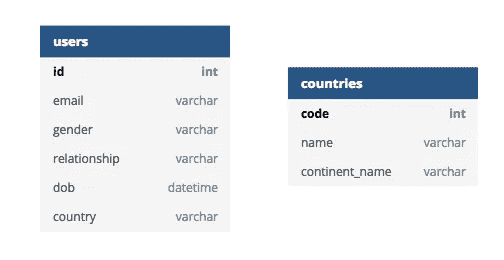 users
id int
email varchar
gender varchar
relationship varchar
dob datetime
country varchar
countries
code int
name varchar
continent_name varchar